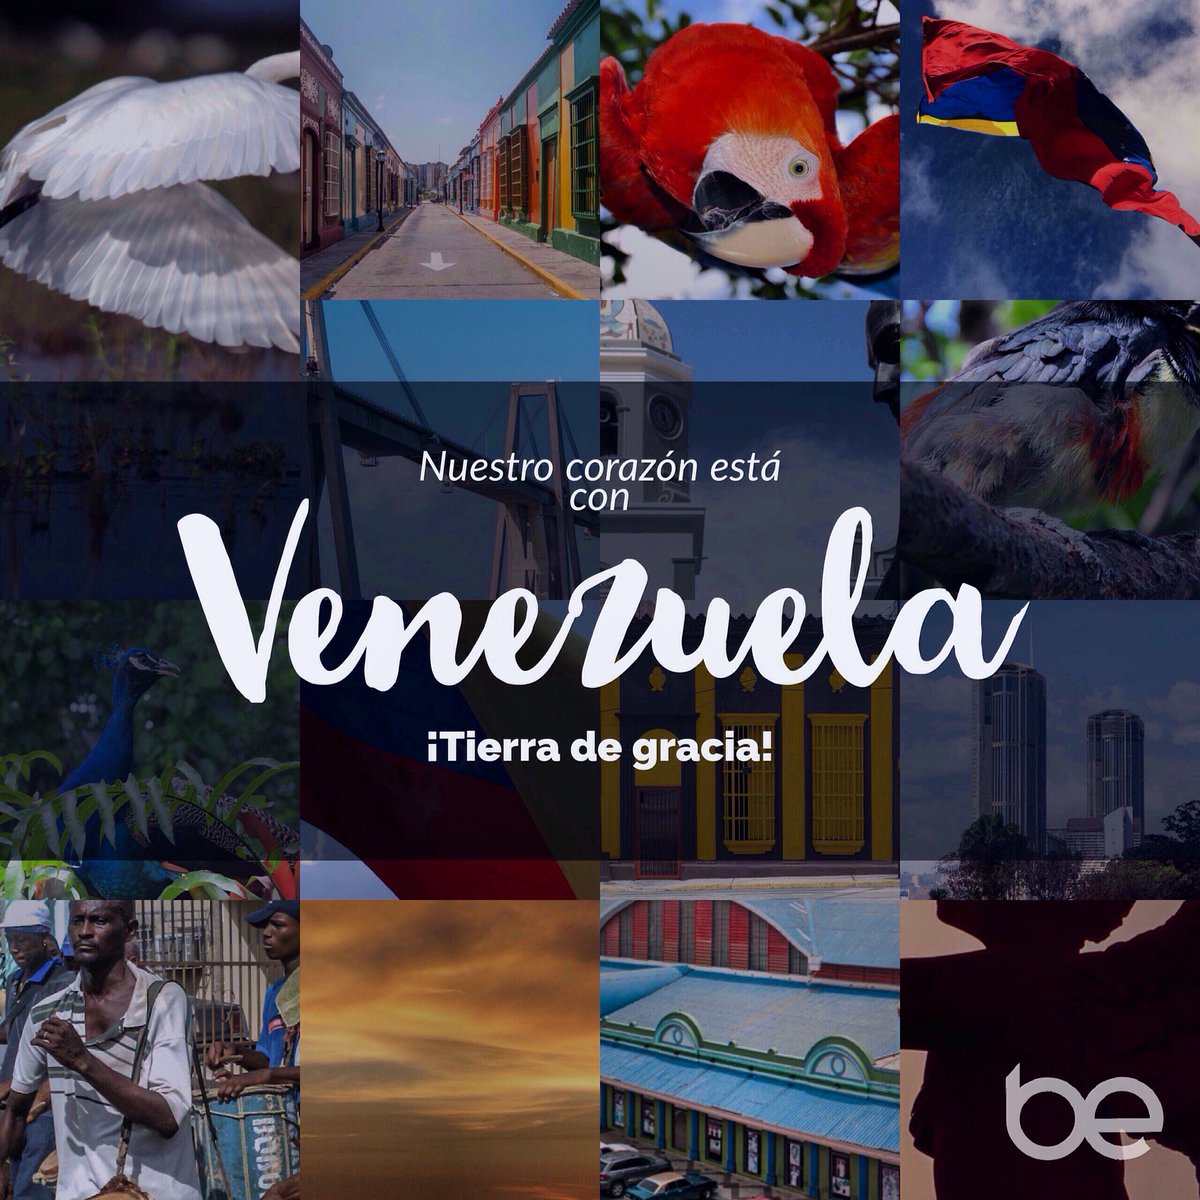 Nuestro corazón está
con
Venezuela
¡Tierra de gracia!
be